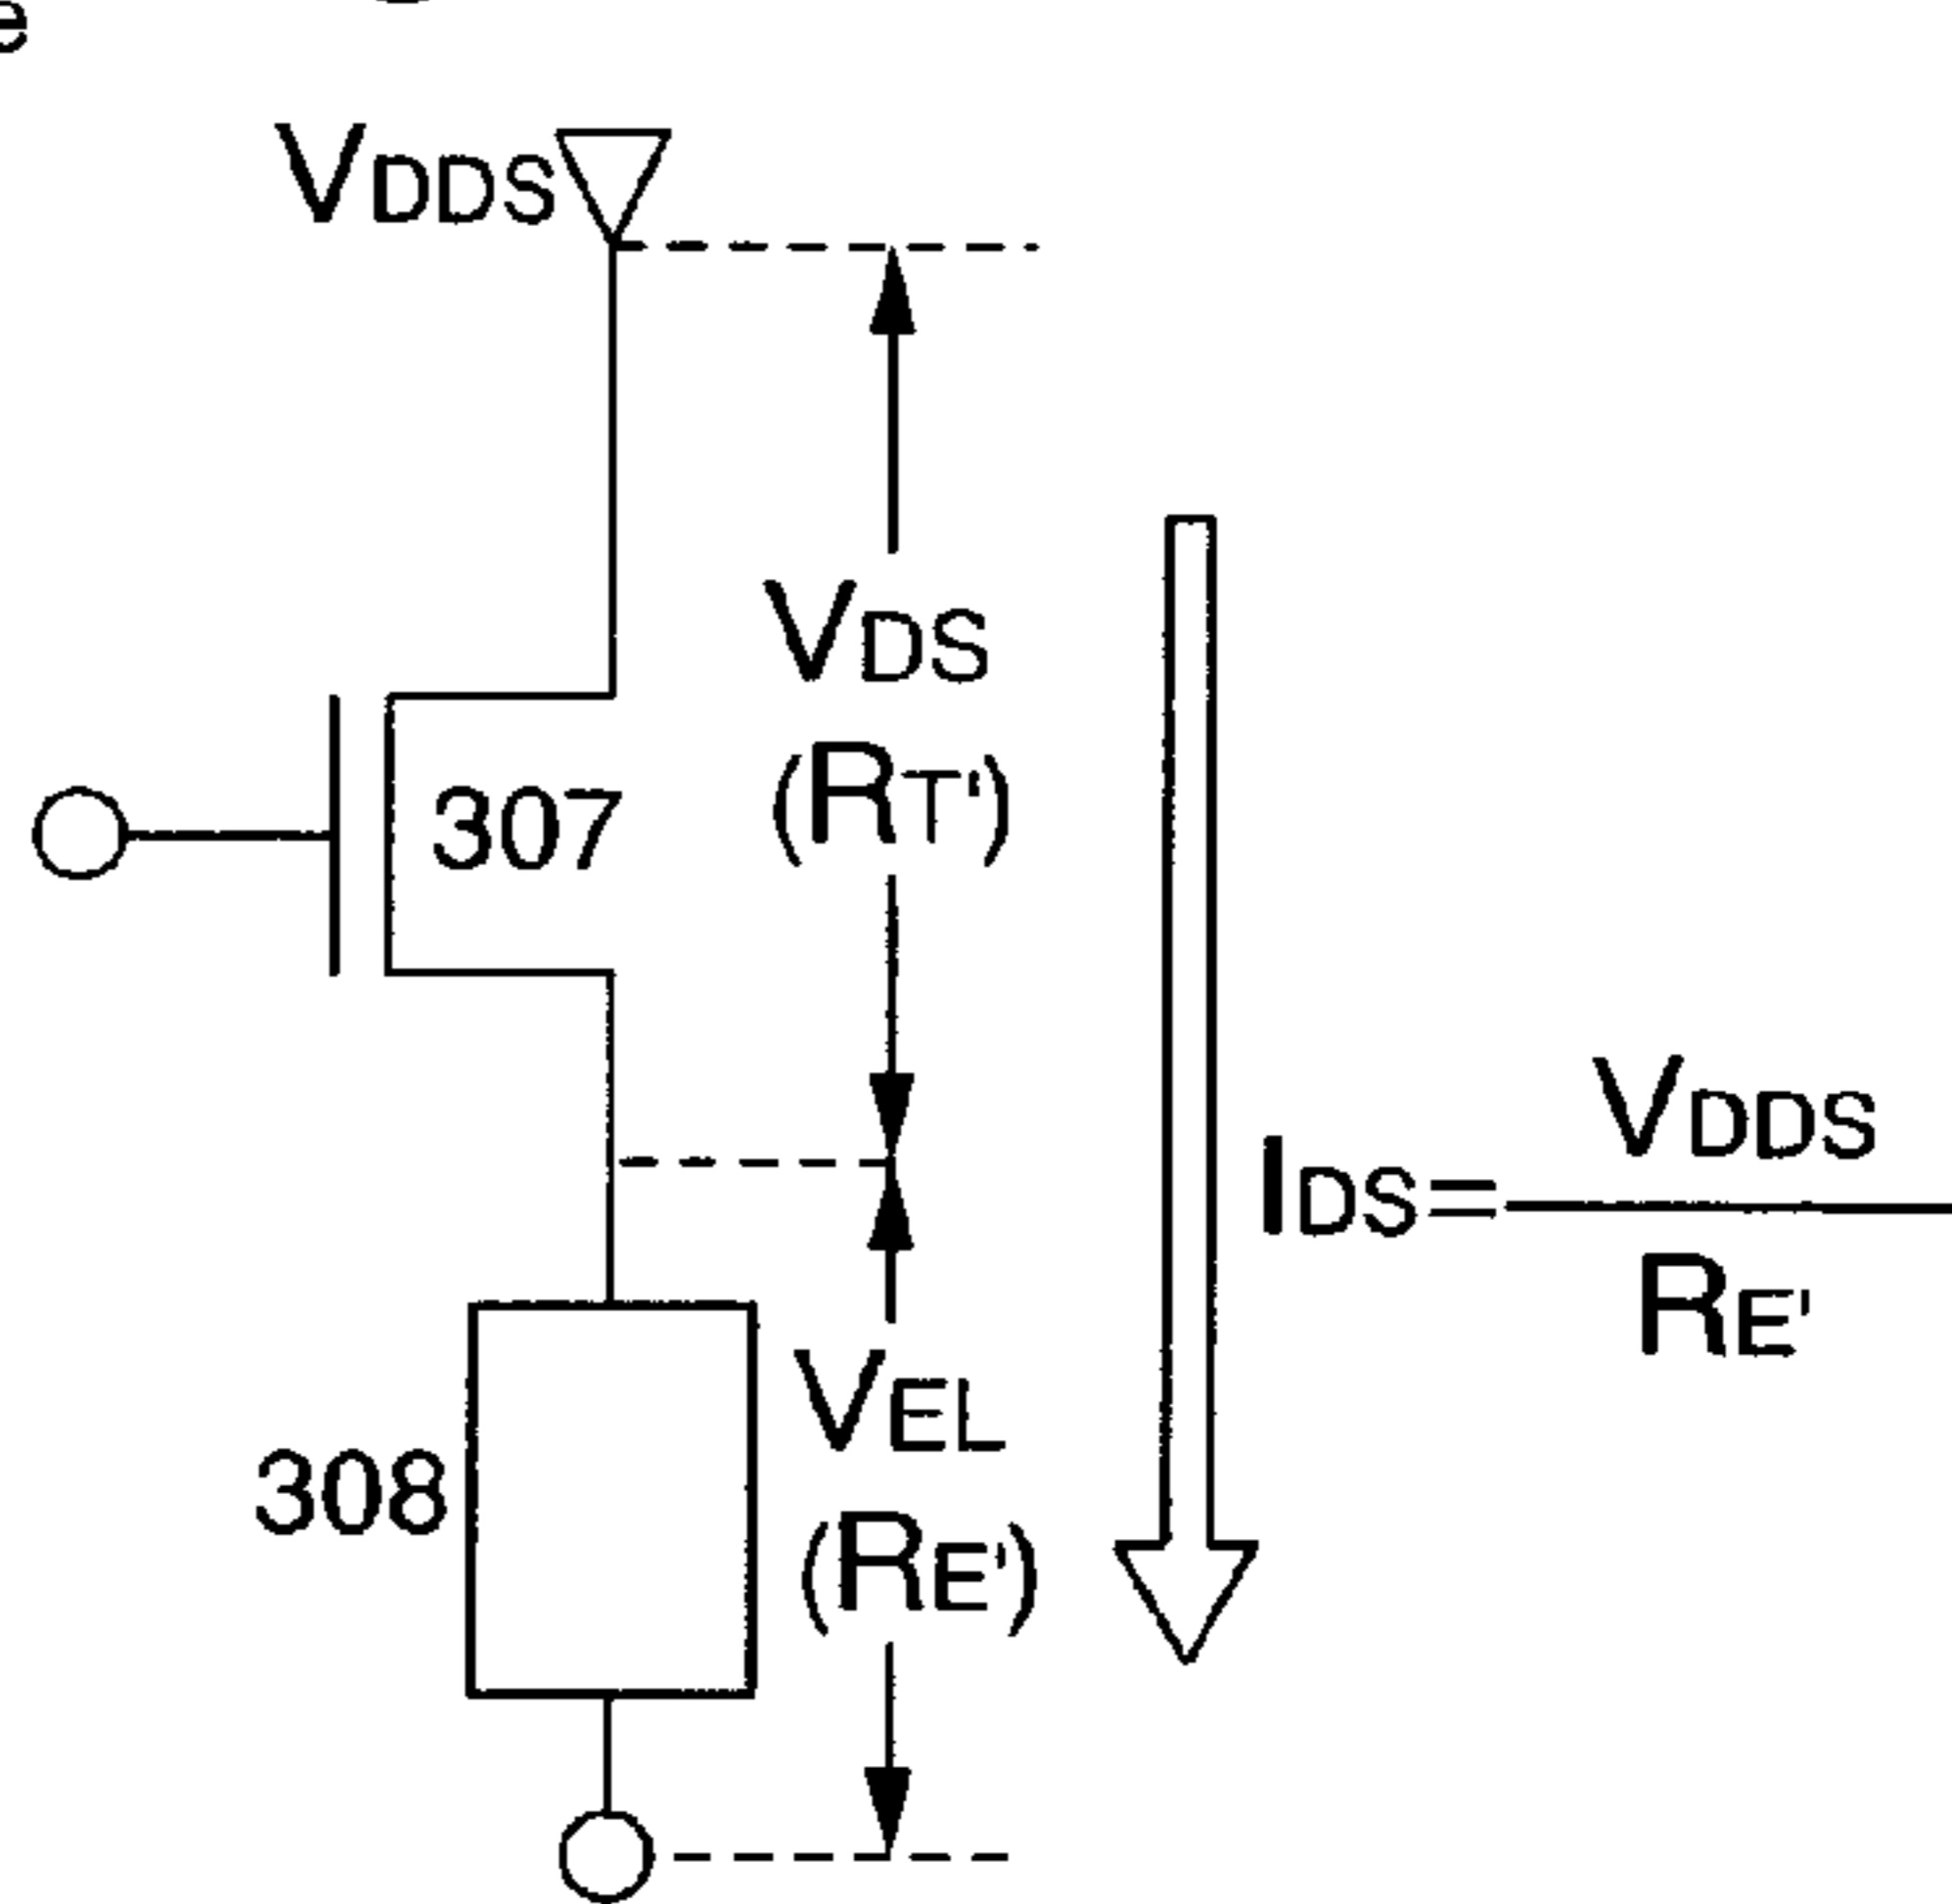 e
VDDS
VDS
(RT')
307
IDS=VDDS
RE'
VEL
(RE')
308